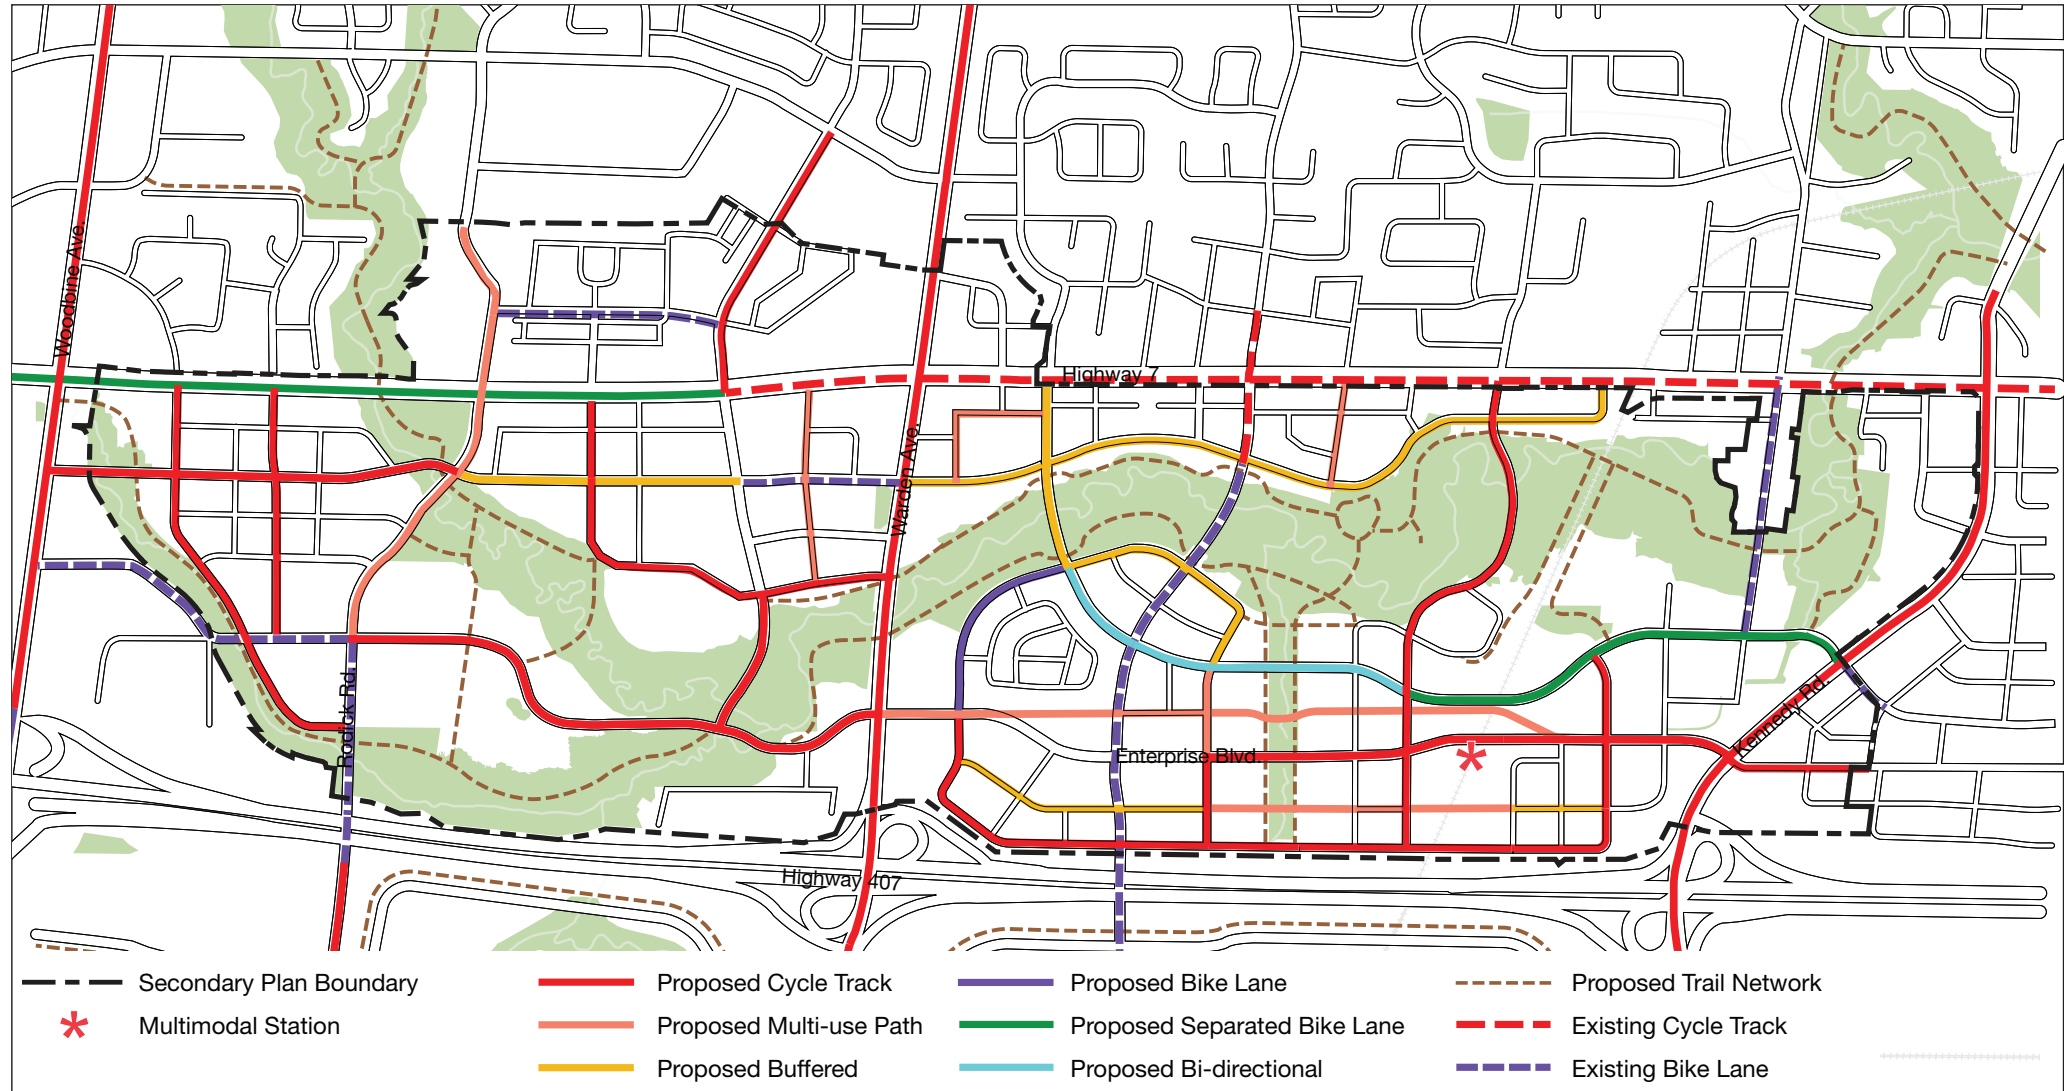 Woodbine Ave.
Highway 7
Warden Ave.
Rodick Rd.
Enterprise Blvd.
Kennedy Rd.
Highway 407
Secondary Plan Boundary
Proposed Cycle Track
Proposed Bike Lane
Proposed Trail Network
Multimodal Station
Proposed Multi-use Path
Proposed Separated Bike Lane
Existing Cycle Track
Proposed Buffered
Proposed Bi-directional
Existing Bike Lane